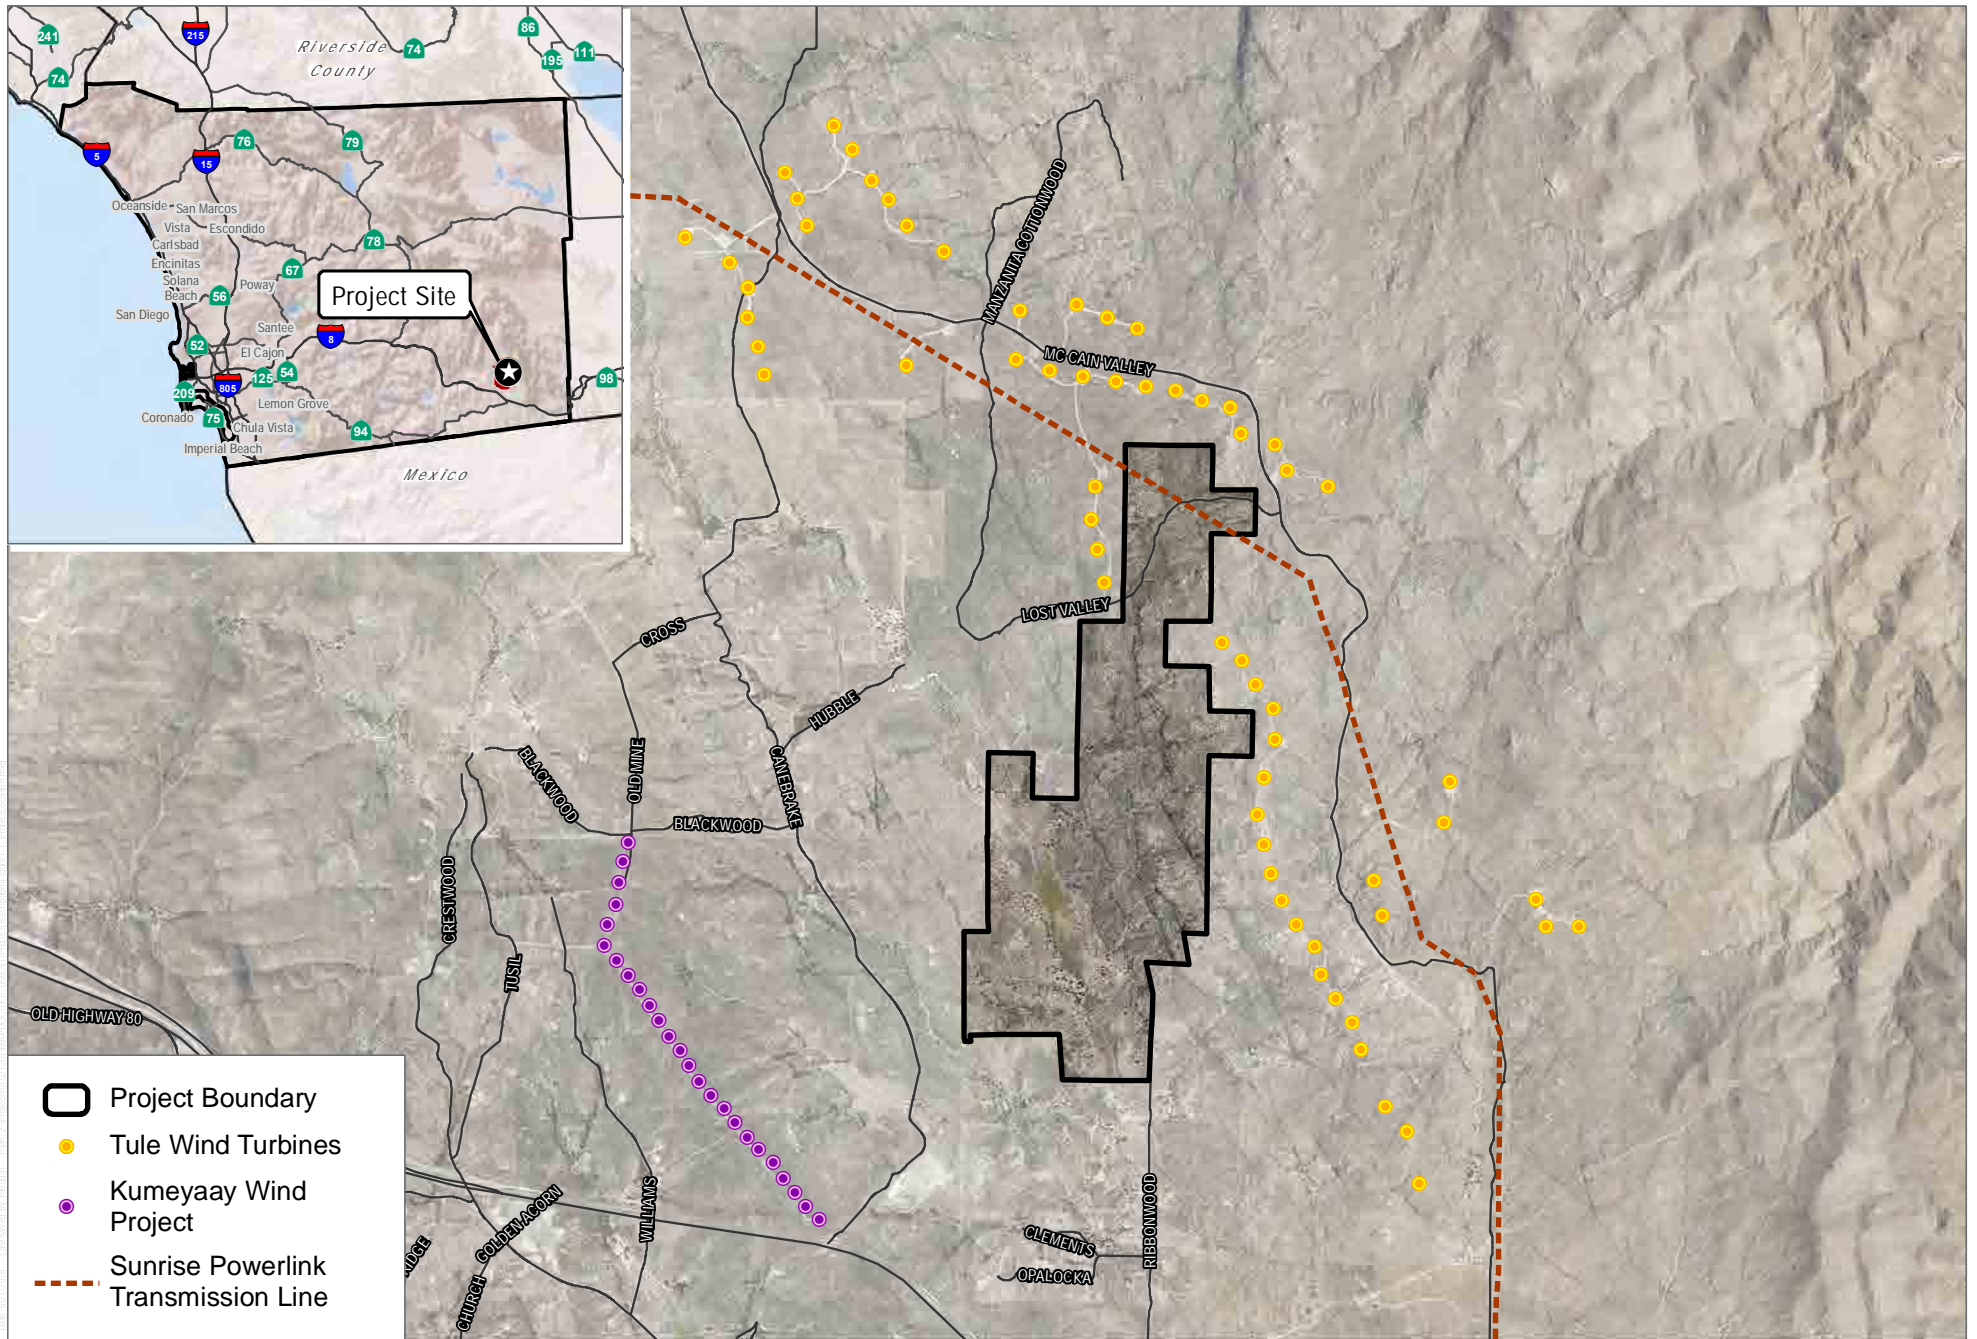 241
74
215
Riverside
County
74
86
195
111
5
15
76
79
Oceanside
San Marcos
Vista
Escondido
Carlsbad
Encinitas
Solana
Beach
56
Poway
67
78
Project Site
San Diego
Santee
52
El Cajon
8
805
125
54
209
Lemon Grove
98
Coronado
75
Chula Vista
94
Imperial Beach
Mexico
MANZANITA COTTONWOOD
MC CAIN VALLEY
LOST VALLEY
CROSS
HUBBLE
OLD MINE
BLACKWOOD
CANEBRAKE
BLACKWOOD
CRESTWOOD
TUSIL
OLD HIGHWAY 80
WILLIAMS
GOLDEN ACORN
CHURCH
RIDGE
CLEMENTS
OPALOCKA
RIBBONWOOD
Project Boundary
Tule Wind Turbines
Kumeyaay Wind
Project
Sunrise Powerlink
Transmission Line